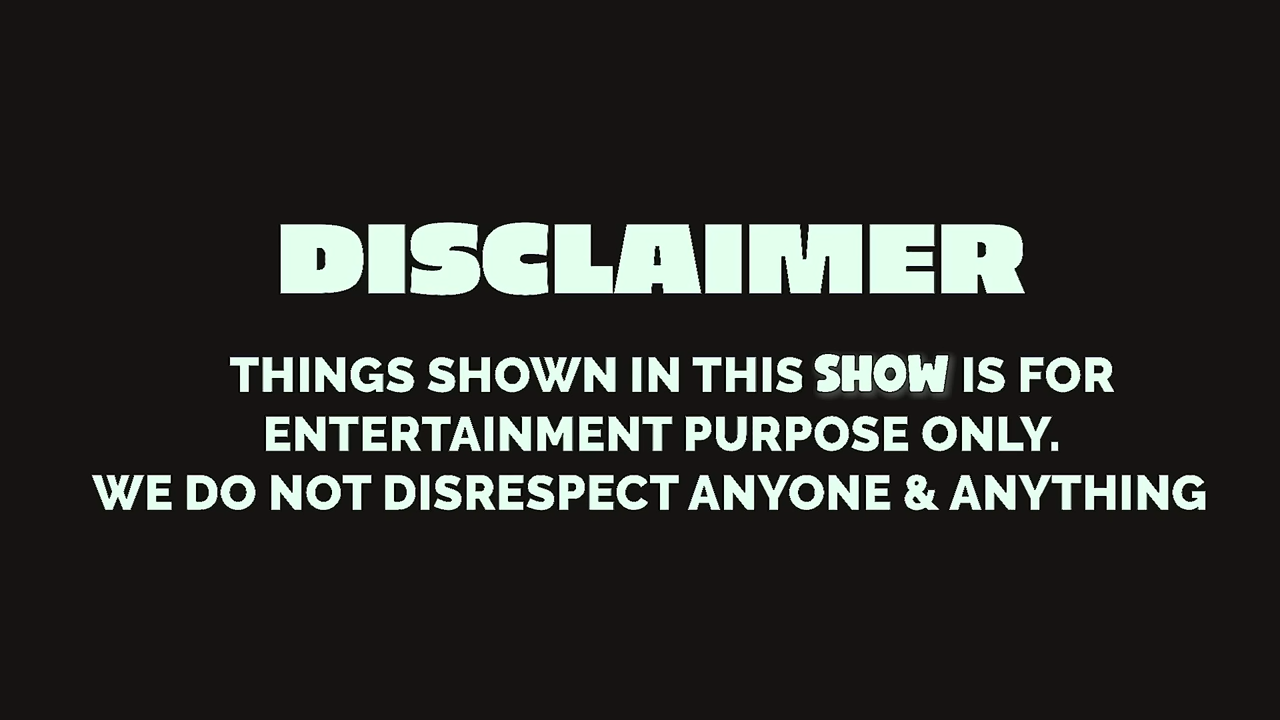 DISCLAIMER
THINGS SHOWN IN THIS SHOW IS FOR
ENTERTAINMENT PURPOSE ONLY.
WE DO NOT DISRESPECT ANYONE & ANYTHING